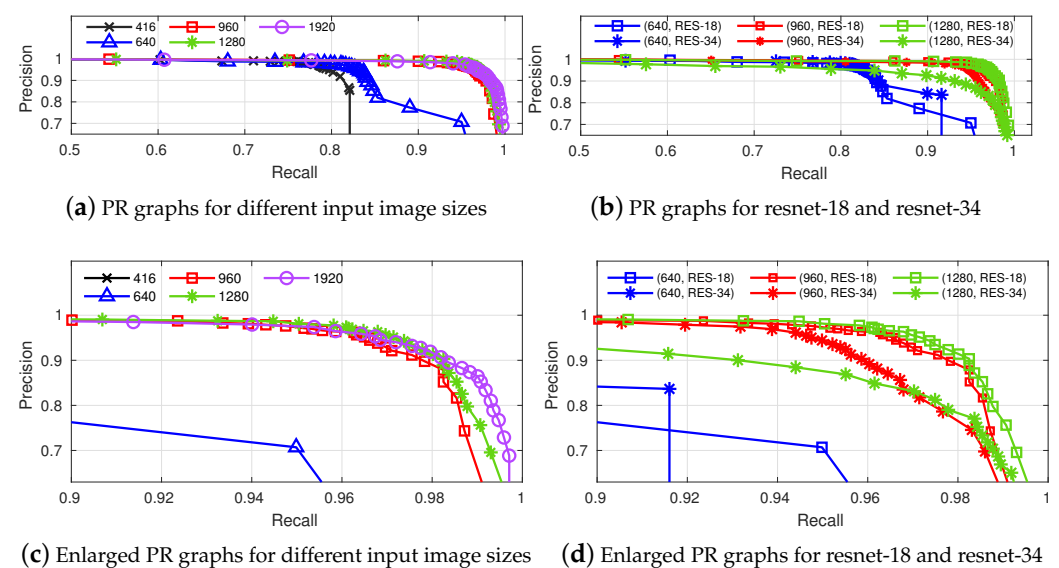 416 960 1920
640 1280
Precision
1
0.9
0.8
0.7
0.5 0.6 0.7 0.8 0.9 1
Recall
(a) PR graphs for different input image sizes
(640, RES-18) (960, RES-18) (1280, RES-18)
(640, RES-34) (960, RES-34) (1280, RES-34)
Precision
1
0.9
0.8
0.7
0.5 0.6 0.7 0.8 0.9 1
Recall
(b) PR graphs for resnet-18 and resnet-34
416 960 1920
640 1280
Precision
1
0.9
0.8
0.7
0.9 0.92 0.94 0.96 0.98 1
Recall
(c) Enlarged PR graphs for different input image sizes
(640, RES-18) (960, RES-18) (1280, RES-18)
(640, RES-34) (960, RES-34) (1280, RES-34)
Precision
1
0.9
0.8
0.7
0.9 0.92 0.94 0.96 0.98 1
Recall
(d) Enlarged PR graphs for resnet-18 and resnet-34